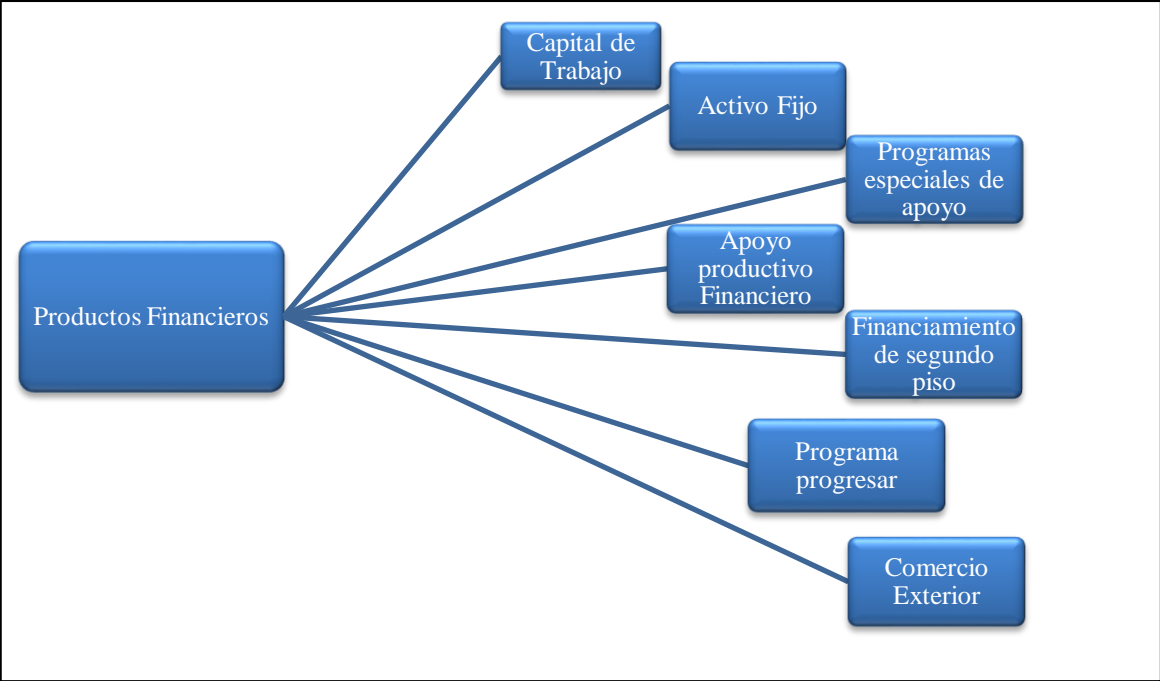 Capital de
Trabajo
Activo Fijo
Programas
especiales de
apoyo
Apoyo
productivo
Financiero
Productos Financieros
Financiamiento
de segundo
piso
Programa
progresar
Comercio
Exterior